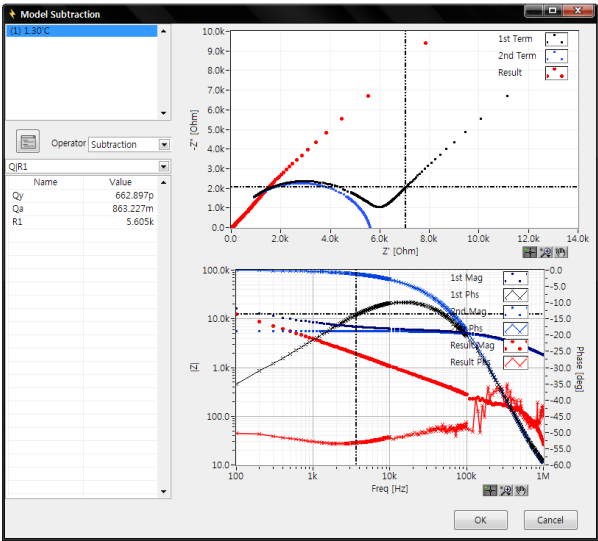 Model Subtraction
(1) 1.30℃
Operator Subtraction
Q|R1
Name Value
Qy 662.897p
Qa 863.227m
R1 5.605k
10.0k
9.0k
8.0k
7.0k
6.0k
5.0k
4.0k
3.0k
2.0k
1.0k
0.0
-Z" [Ohm]
0.0 2.0k 4.0k 6.0k 8.0k 10.0k 12.0k 14.0k
Z' [Ohm]
1st Term
2nd Term
Result
100.0k
10.0k
1.0k
100.0
10.0
|Z|
100 1k 10k 100k 1M
Freq [Hz]
-0.0
-5.0
-10.0
-15.0
-20.0
-25.0
-30.0
-35.0
-40.0
-45.0
-50.0
-55.0
-60.0
Phase [deg]
1st Mag
1st Phs
2nd Mag
Phs
Result Mag
Result Phs
OK Cancel